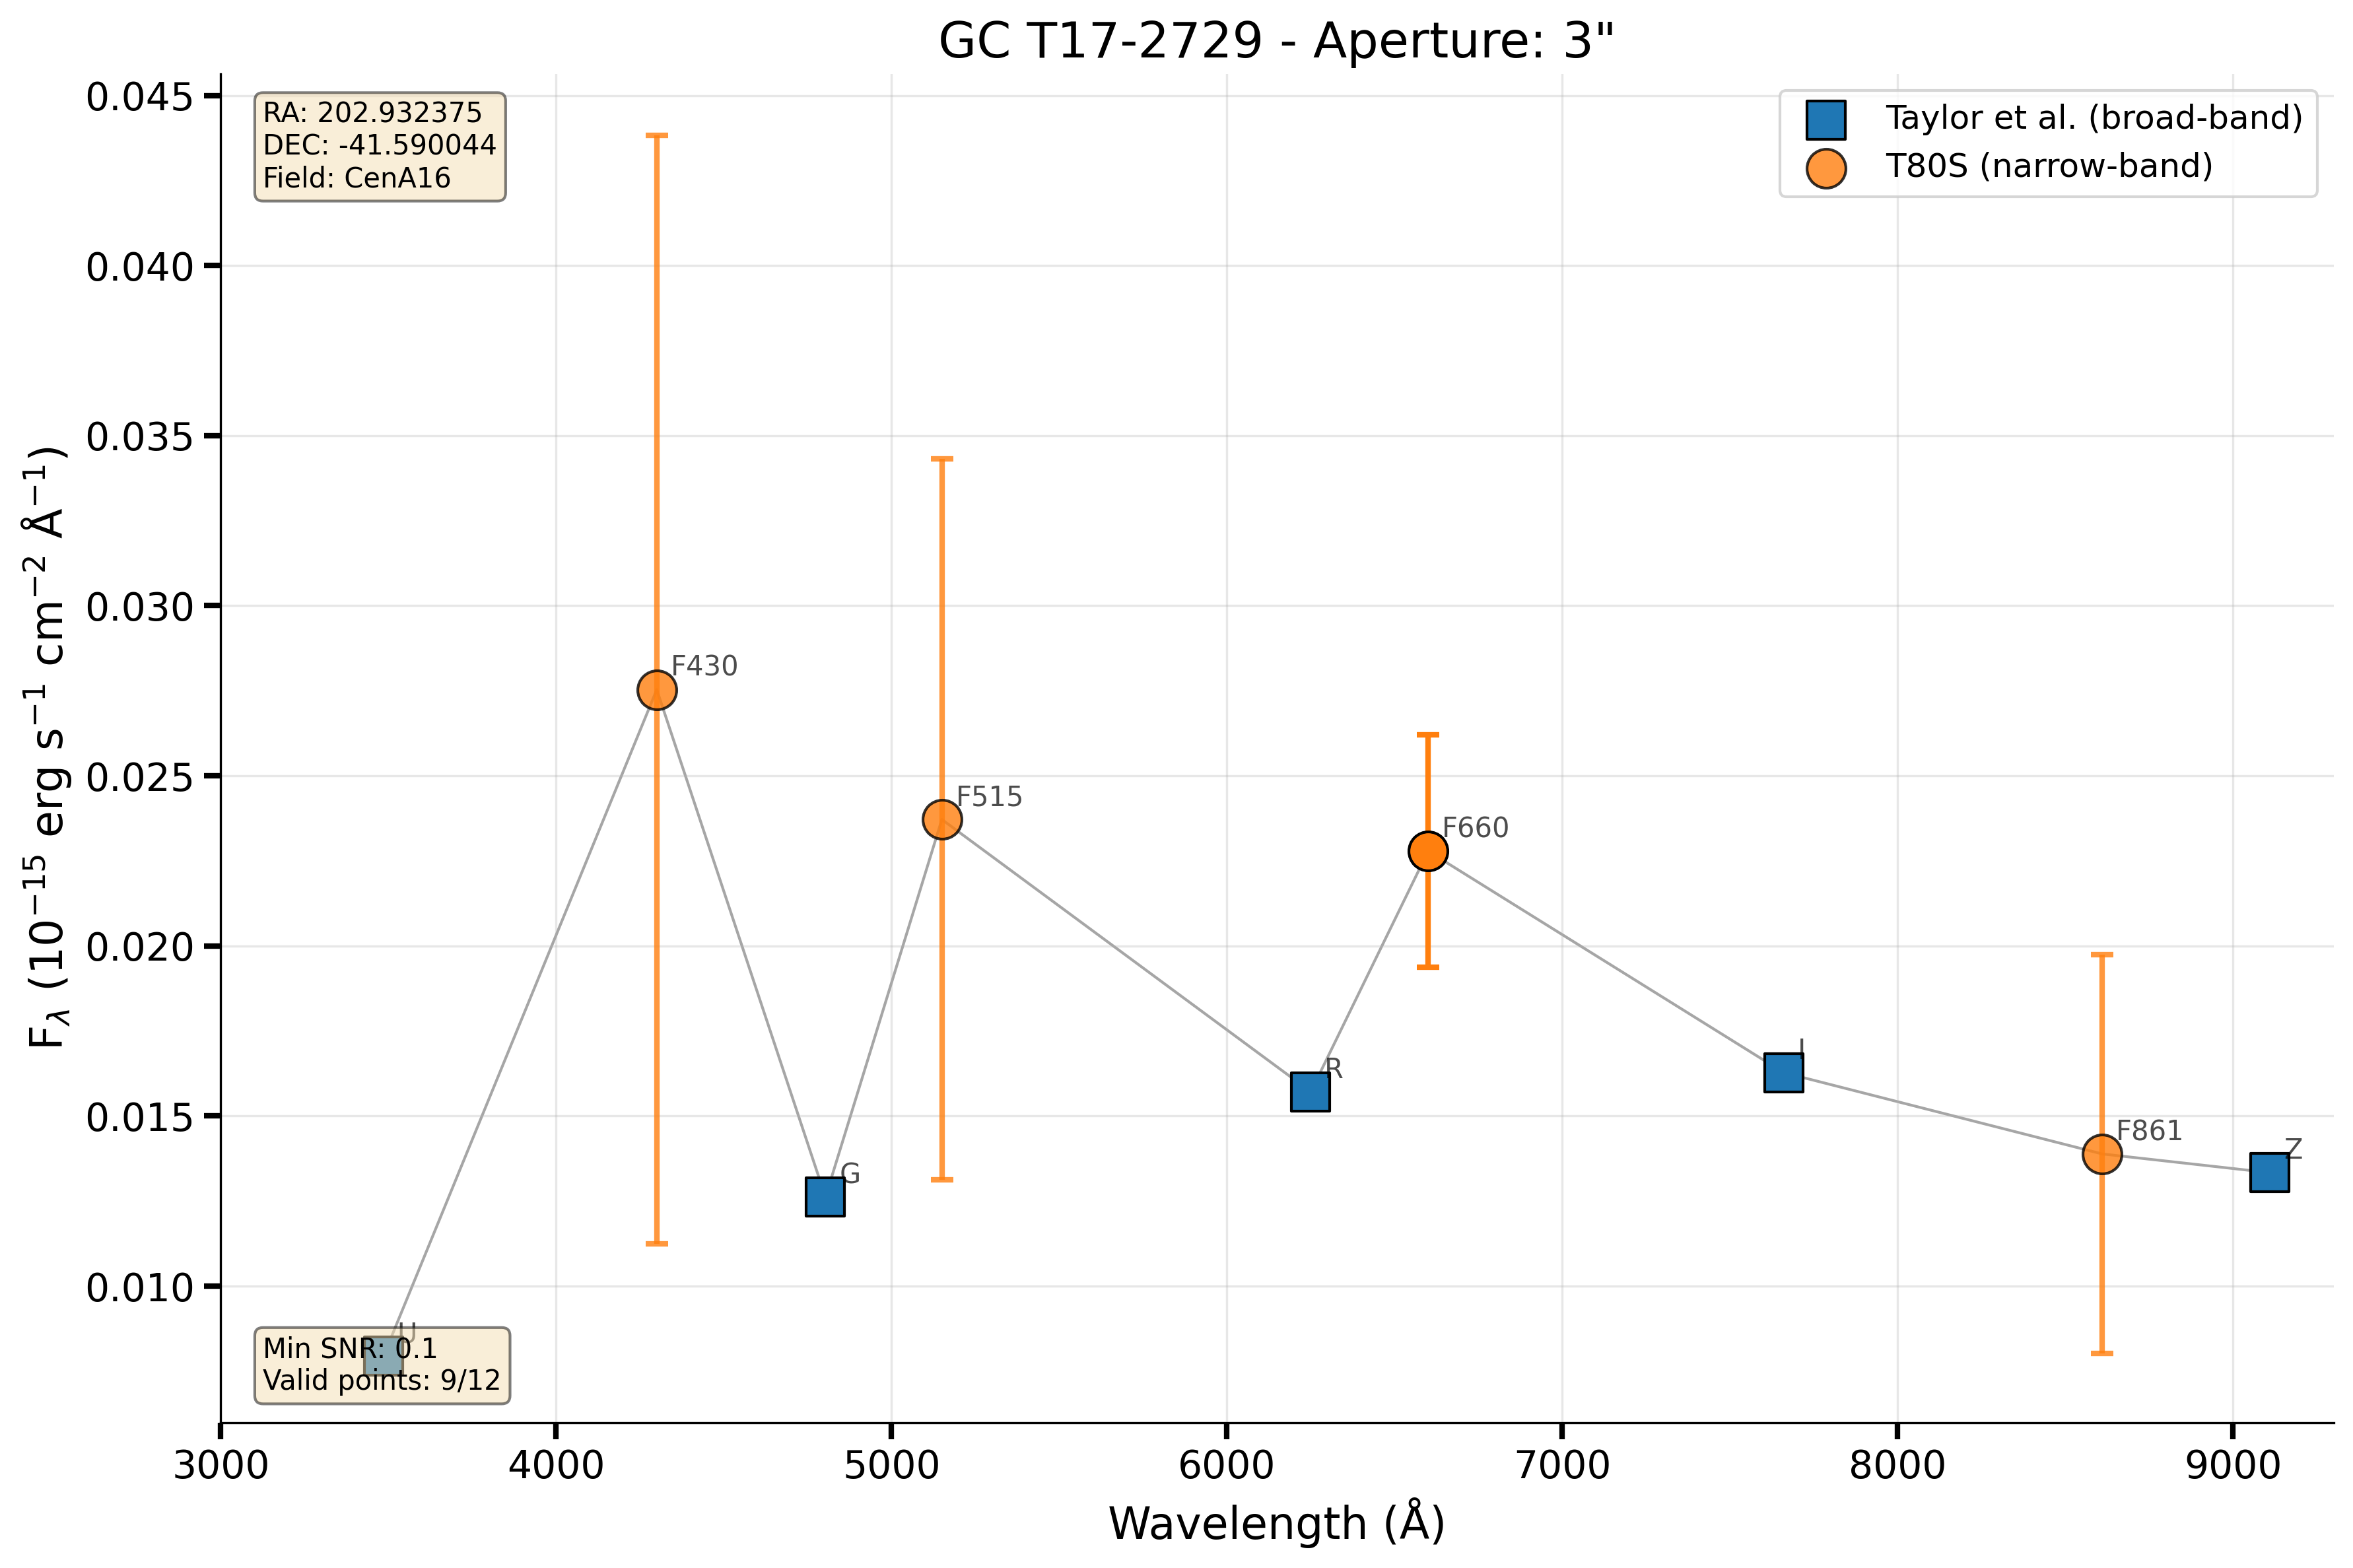 GC T17-2729 - Aperture: 3"
RA: 202.932375
DEC: -41.590044
Field: CenA16
Taylor et al. (broad-band)
T80S (narrow-band)
0.045
0.040
0.035
0.030
0.025
0.020
0.015
0.010
F_λ (10⁻¹⁵ erg s⁻¹ cm⁻² Å⁻¹)
F430
F515
F660
I
R
F861
Z
G
U
Min SNR: 0.1
Valid points: 9/12
3000 4000 5000 6000 7000 8000 9000
Wavelength (Å)